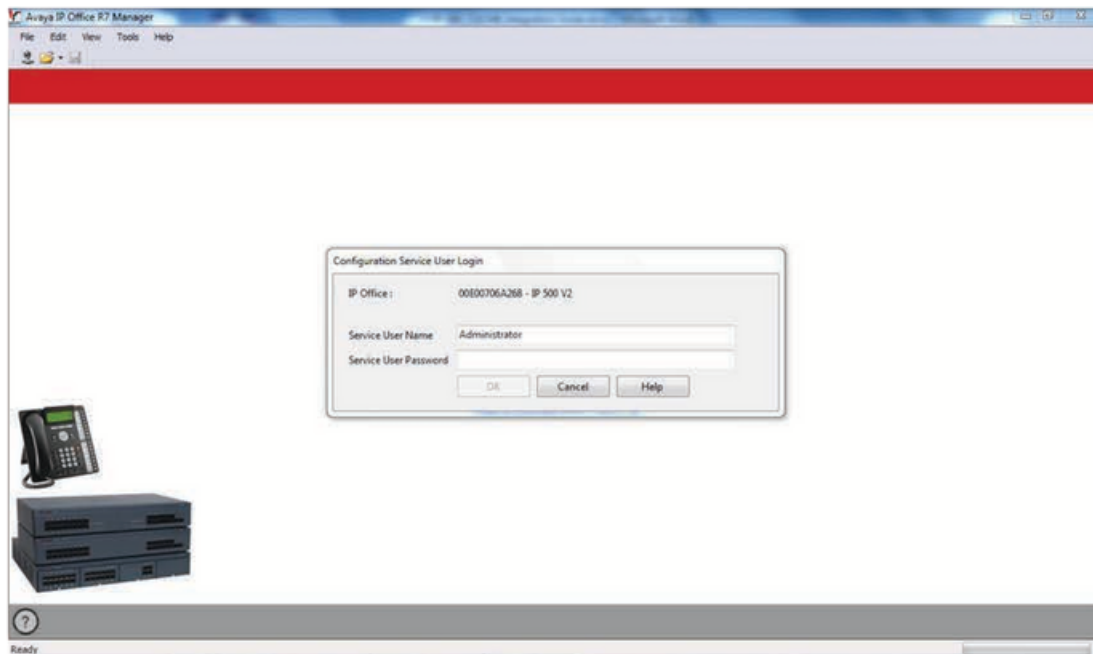 Avaya IP Office R7 Manager
File Edit View Tools Help
Configuration Service User Login
IP Office : 00E00706A268 - IP 500 V2
Service User Name Administrator
Service User Password
OK Cancel Help
?
Ready